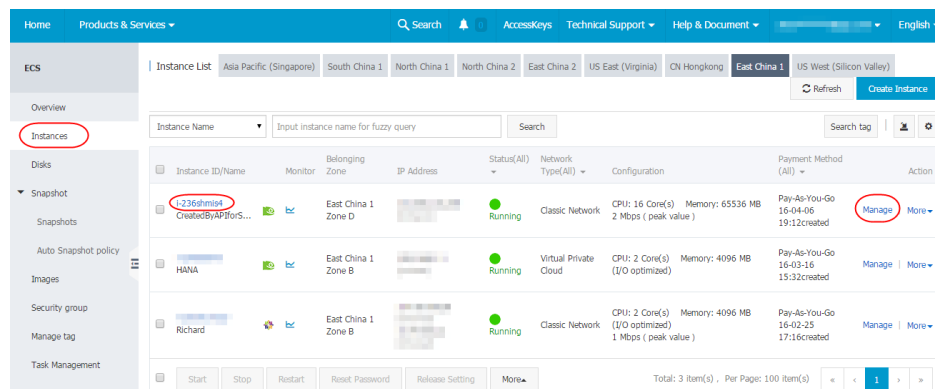 Home Products & Services Search 0 AccessKeys Technical Support Help & Document English
ECS
Overview
Instances
Disks
Snapshot
Snapshots
Auto Snapshot policy
Images
Security group
Manage tag
Task Management
Instance List Asia Pacific (Singapore) South China 1 North China 1 North China 2 East China 2 US East (Virginia) CN Hongkong East China 1 US West (Silicon Valley)
Refresh Create Instance
Instance Name Input instance name for fuzzy query Search Search tag
Instance ID/Name Monitor Belonging Zone IP Address Status(All) Network Type(All) Configuration Payment Method (All) Action
i-236shmis4
CreatedByAPIforS...
East China 1
Zone D
Running
Classic Network
CPU: 16 Core(s) Memory: 65536 MB
2 Mbps ( peak value )
Pay-As-You-Go
16-04-06
19:12created
Manage More
HANA
East China 1
Zone B
Running
Virtual Private
Cloud
CPU: 2 Core(s) Memory: 4096 MB
(I/O optimized)
Pay-As-You-Go
16-03-16
15:32created
Manage More
Richard
East China 1
Zone B
Running
Classic Network
CPU: 2 Core(s) Memory: 4096 MB
(I/O optimized)
1 Mbps ( peak value )
Pay-As-You-Go
16-02-25
17:16created
Manage More
Start Stop Restart Reset Password Release Setting More Total: 3 item(s) , Per Page: 100 item(s) « ‹ 1 › »